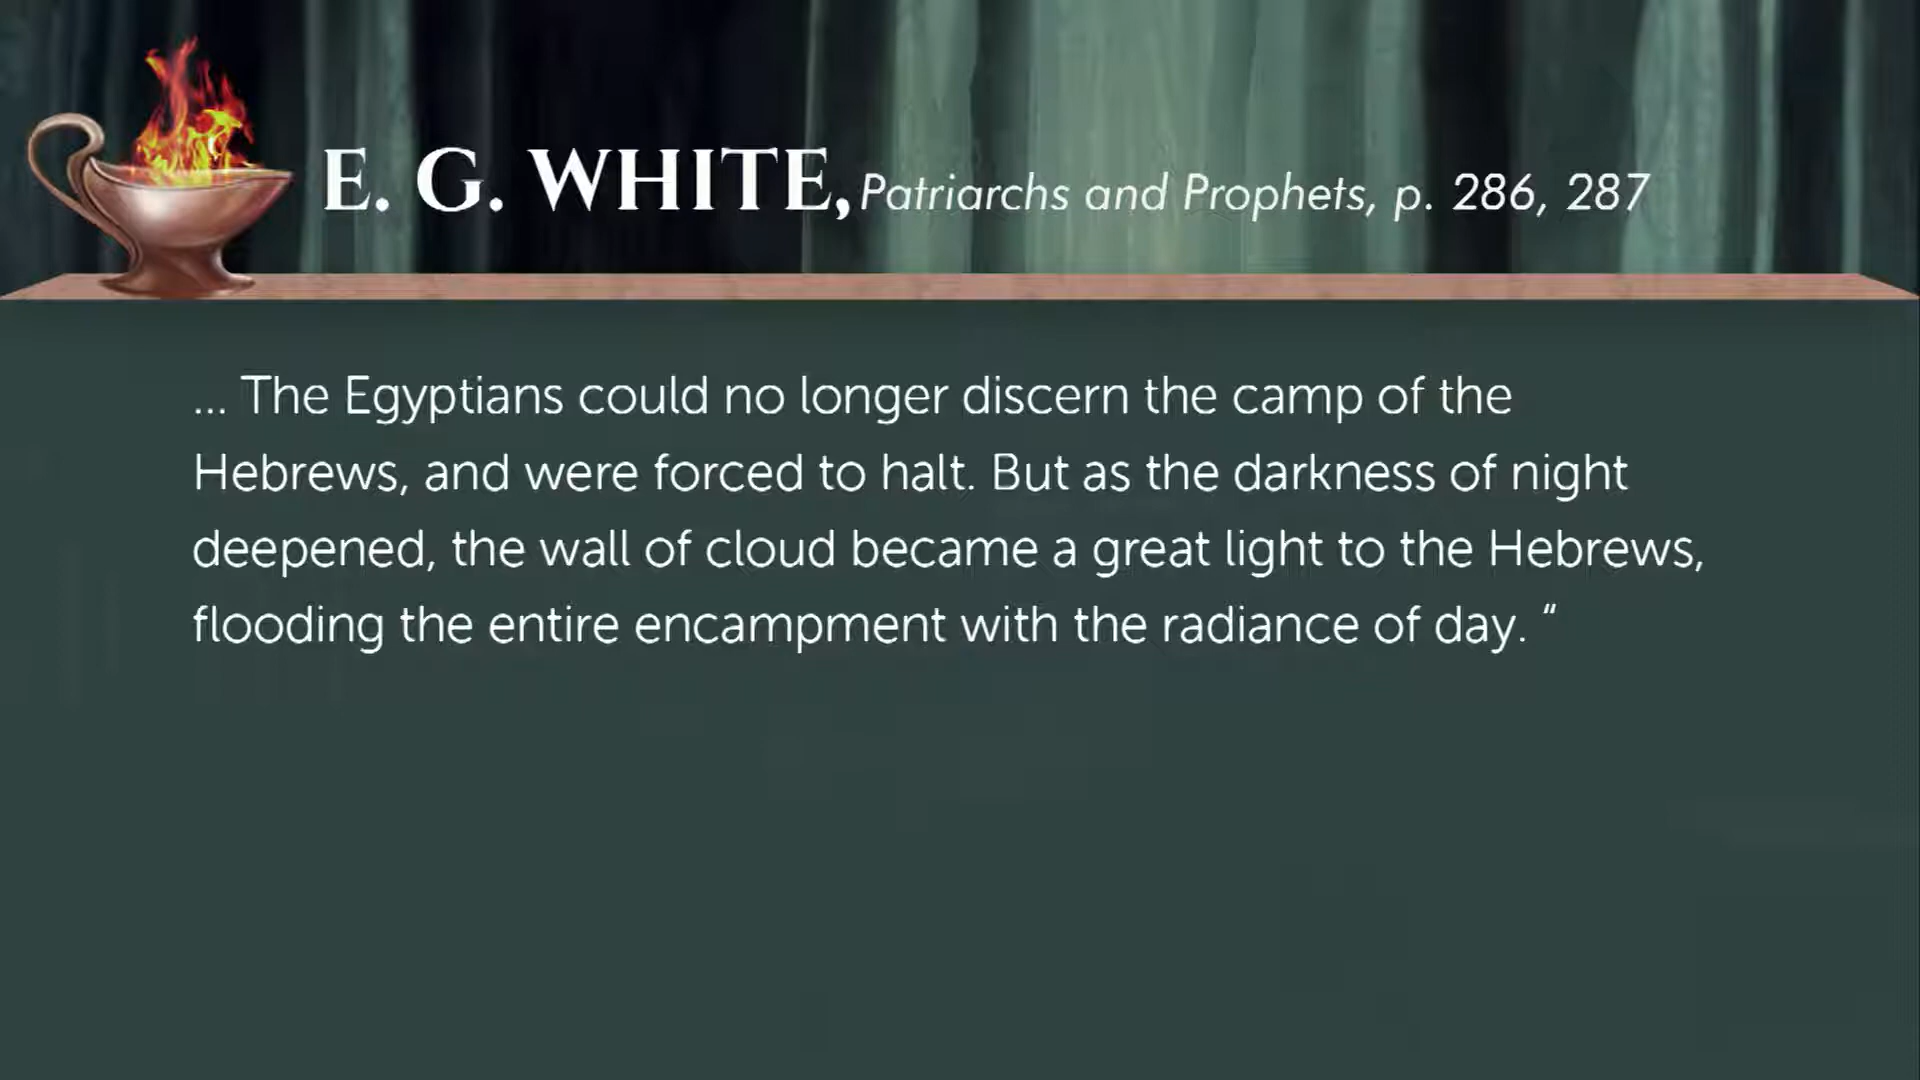 E. G. WHITE, Patriarchs and Prophets, p. 286, 287
... The Egyptians could no longer discern the camp of the
Hebrews, and were forced to halt. But as the darkness of night
deepened, the wall of cloud became a great light to the Hebrews,
flooding the entire encampment with the radiance of day. “